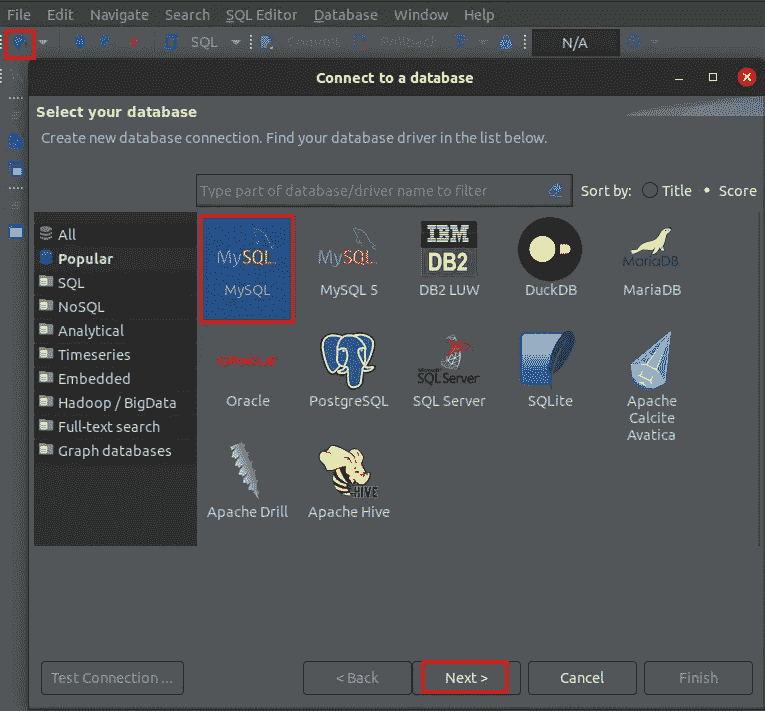 File Edit Navigate Search SQL Editor Database Window Help
SQL Commit Rollback N/A
Connect to a database
Select your database
Create new database connection. Find your database driver in the list below.
Type part of database/driver name to filter Sort by: Title Score
All
Popular
SQL
NoSQL
Analytical
Timeseries
Embedded
Hadoop / BigData
Full-text search
Graph databases
MySQL MySQL IBM DB2 MariaDB
MySQL MySQL 5 DB2 LUW DuckDB MariaDB
ORACLE Microsoft SQL Server
Oracle PostgreSQL SQL Server SQLite Apache Calcite Avatica
HIVE
Apache Drill Apache Hive
Test Connection ... < Back Next > Cancel Finish